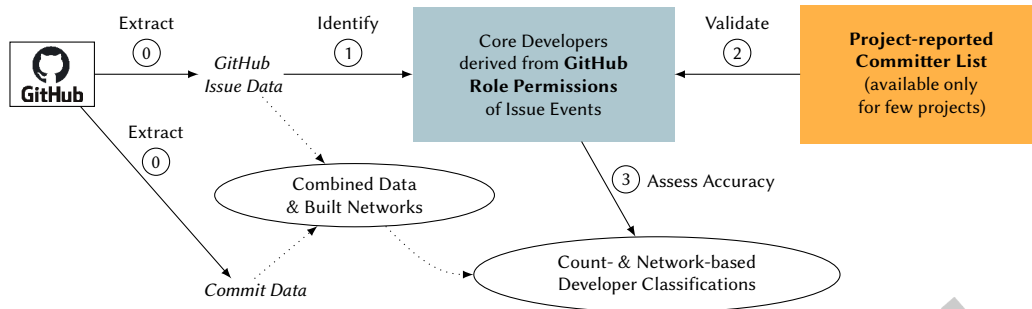 Extract
0
GitHub
GitHub
Issue Data
Identify
1
Core Developers
derived from GitHub
Role Permissions
of Issue Events
Validate
2
Project-reported
Committer List
(available only
for few projects)
Extract
0
Combined Data
& Built Networks
3 Assess Accuracy
Commit Data
Count- & Network-based
Developer Classifications